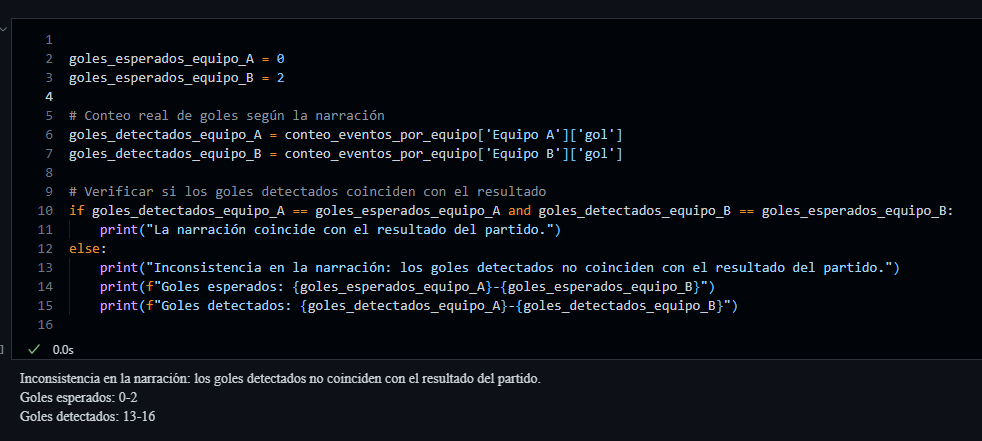 1
2 goles_esperados_equipo_A = 0
3 goles_esperados_equipo_B = 2
4
5 # Conteo real de goles según la narración
6 goles_detectados_equipo_A = conteo_eventos_por_equipo['Equipo A']['gol']
7 goles_detectados_equipo_B = conteo_eventos_por_equipo['Equipo B']['gol']
8
9 # Verificar si los goles detectados coinciden con el resultado
10 if goles_detectados_equipo_A == goles_esperados_equipo_A and goles_detectados_equipo_B == goles_esperados_equipo_B:
11     print("La narración coincide con el resultado del partido.")
12 else:
13     print("Inconsistencia en la narración: los goles detectados no coinciden con el resultado del partido.")
14     print(f"Goles esperados: {goles_esperados_equipo_A}-{goles_esperados_equipo_B}")
15     print(f"Goles detectados: {goles_detectados_equipo_A}-{goles_detectados_equipo_B}")
16
] ✓ 0.0s
Inconsistencia en la narración: los goles detectados no coinciden con el resultado del partido.
Goles esperados: 0-2
Goles detectados: 13-16